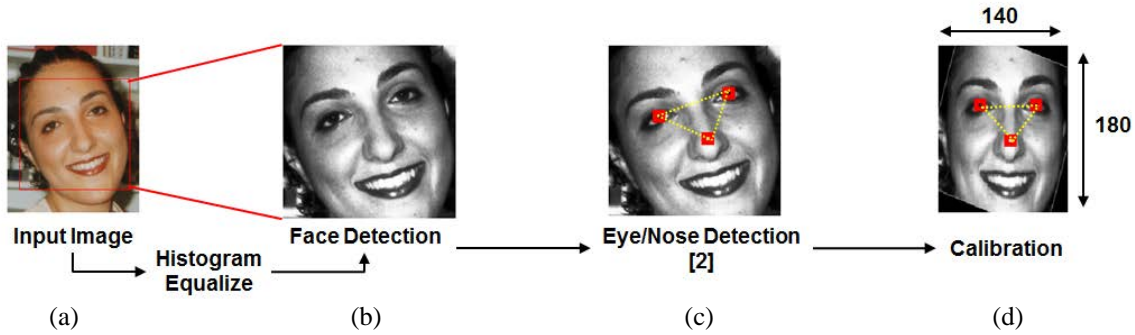 140
180
Input Image
Histogram
Equalize
Face Detection
Eye/Nose Detection
[2]
Calibration
(a)
(b)
(c)
(d)